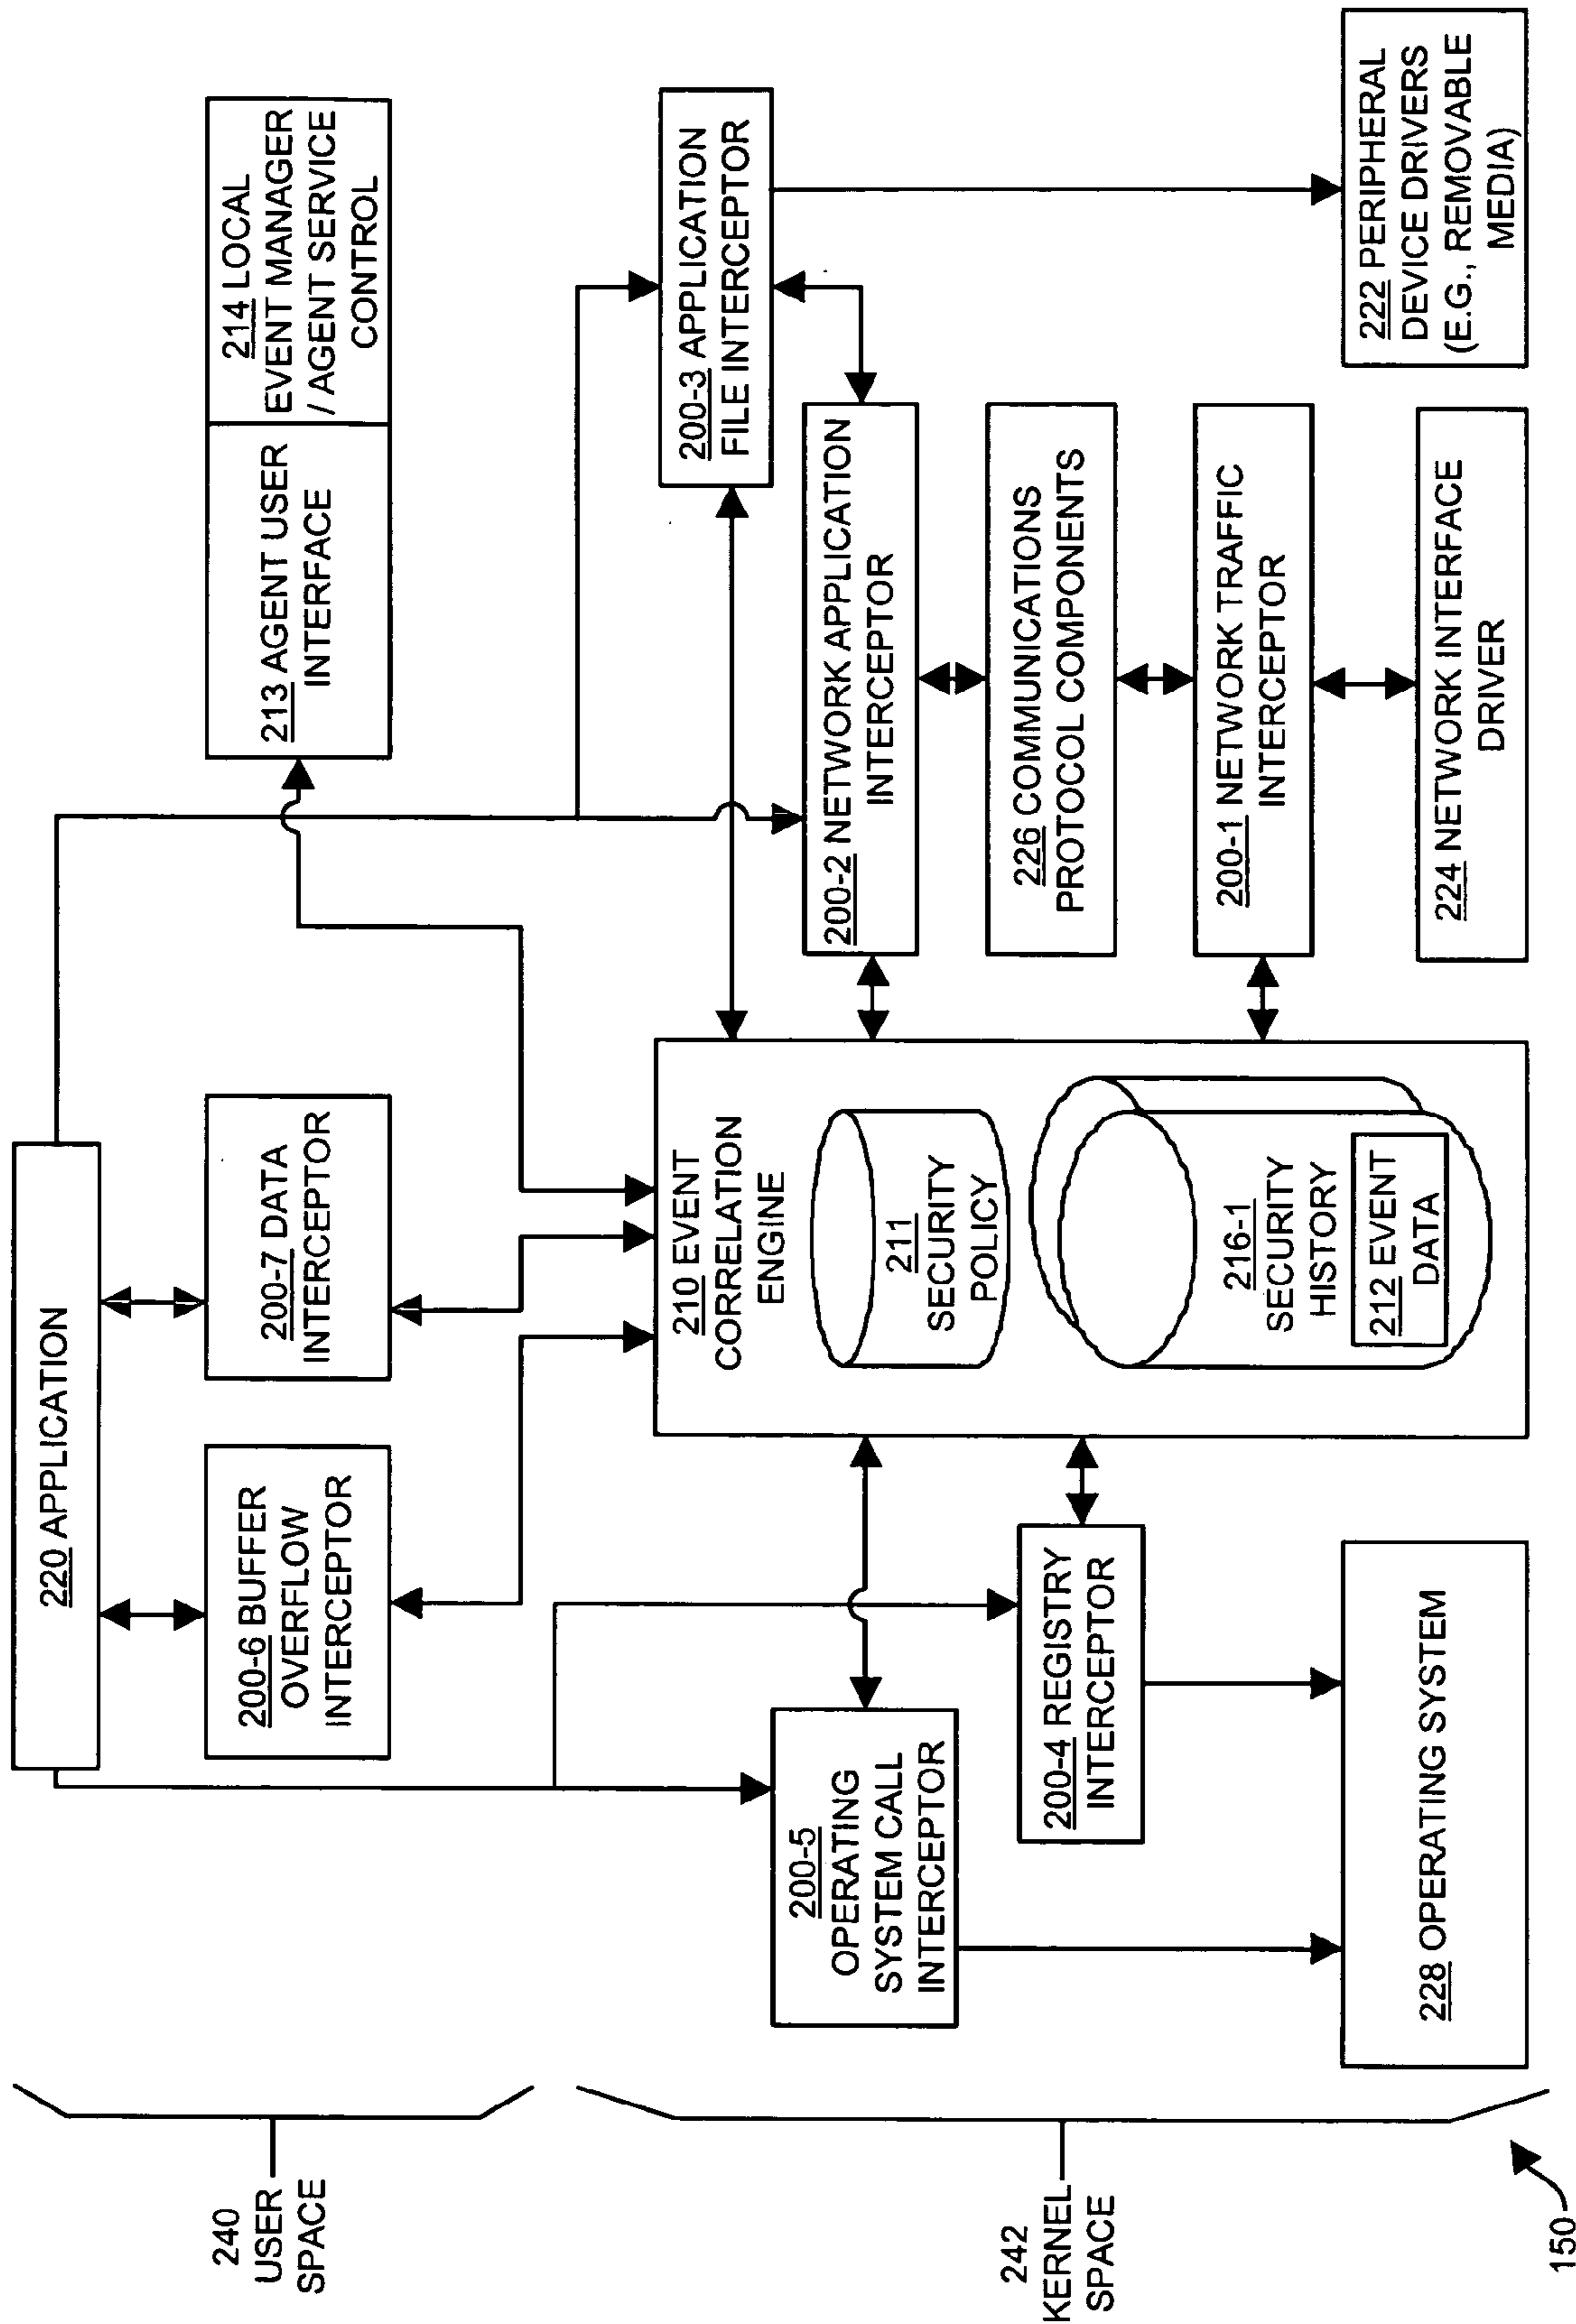 240
USER
SPACE
242
KERNEL
SPACE
150
220 APPLICATION
200-6 BUFFER
OVERFLOW
INTERCEPTOR
200-7 DATA
INTERCEPTOR
213 AGENT USER
INTERFACE
214 LOCAL
EVENT MANAGER
/ AGENT SERVICE
CONTROL
200-5
OPERATING
SYSTEM CALL
INTERCEPTOR
200-4 REGISTRY
INTERCEPTOR
228 OPERATING SYSTEM
210 EVENT
CORRELATION
ENGINE
211
SECURITY
POLICY
216-1
SECURITY
HISTORY
212 EVENT
DATA
200-3 APPLICATION
FILE INTERCEPTOR
200-2 NETWORK APPLICATION
INTERCEPTOR
226 COMMUNICATIONS
PROTOCOL COMPONENTS
200-1 NETWORK TRAFFIC
INTERCEPTOR
224 NETWORK INTERFACE
DRIVER
222 PERIPHERAL
DEVICE DRIVERS
(E.G., REMOVABLE
MEDIA)